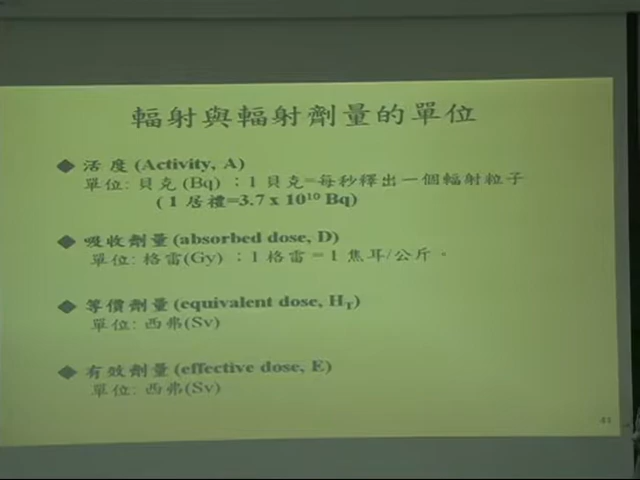 輻射與輻射劑量的單位
◆ 活 度 (Activity, A)
單位: 貝克 (Bq) ；1 貝克=每秒釋出一個輻射粒子
( 1 居禮=3.7 x 10¹⁰ Bq)
◆ 吸收劑量 (absorbed dose, D)
單位: 格雷(Gy) ；1 格雷 = 1 焦耳/公斤。
◆ 等價劑量 (equivalent dose, H_T)
單位: 西弗(Sv)
◆ 有效劑量 (effective dose, E)
單位: 西弗(Sv)